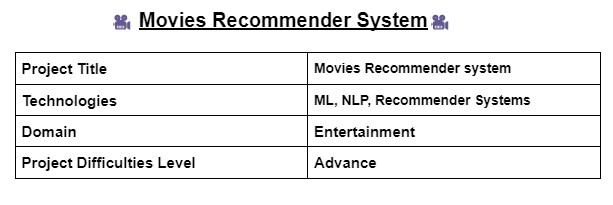 Movies Recommender System
Project Title Movies Recommender system
Technologies ML, NLP, Recommender Systems
Domain Entertainment
Project Difficulties Level Advance